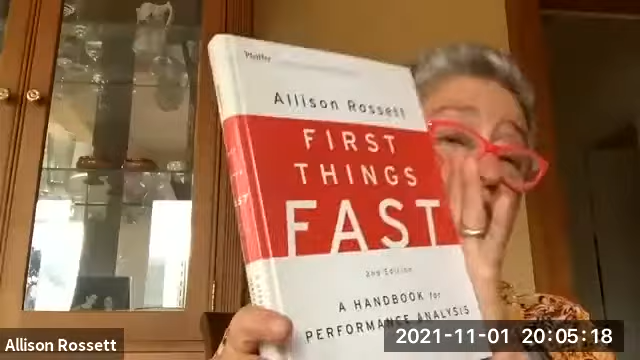 Pfeiffer
Allison Rossett
FIRST
THINGS
FAST
2nd Edition
A HANDBOOK for
PERFORMANCE ANALYSIS
Allison Rossett
2021-11-01 20:05:18